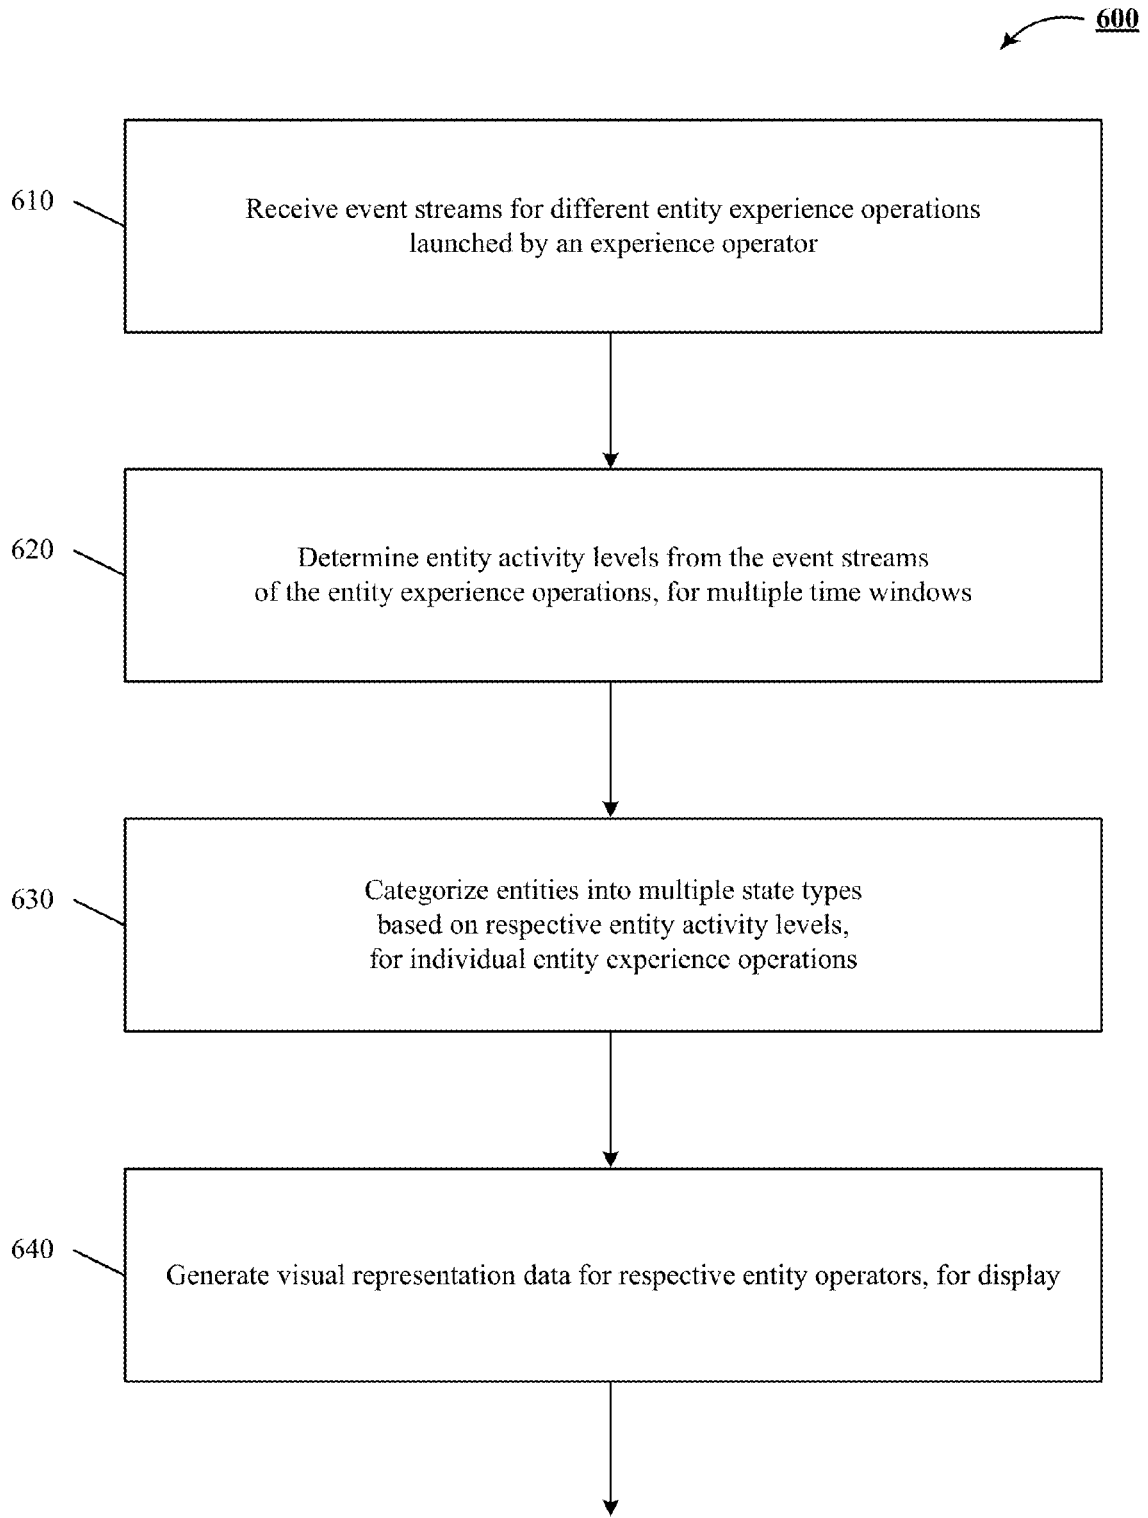 600
610
Receive event streams for different entity experience operations
launched by an experience operator
620
Determine entity activity levels from the event streams
of the entity experience operations, for multiple time windows
630
Categorize entities into multiple state types
based on respective entity activity levels,
for individual entity experience operations
640
Generate visual representation data for respective entity operators, for display